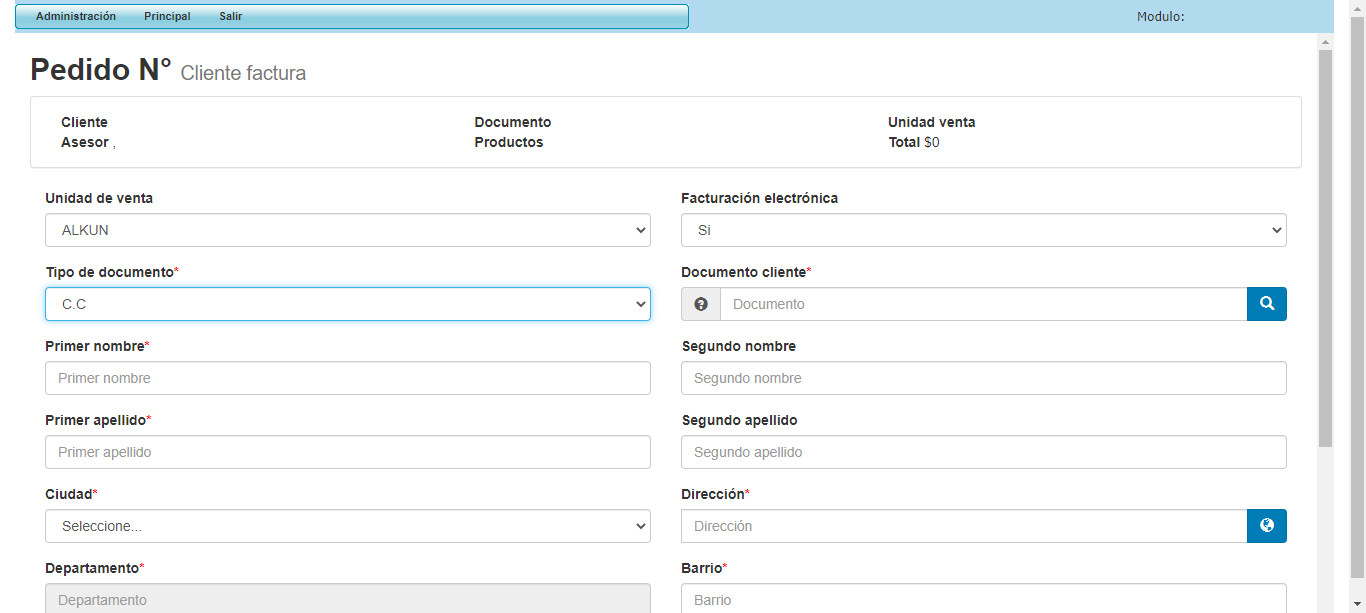 Administración Principal Salir Modulo:
Pedido N° Cliente factura
Cliente Documento Unidad venta
Asesor , Productos Total $0
Unidad de venta Facturación electrónica
ALKUN Si
Tipo de documento* Documento cliente*
C.C Documento
Primer nombre* Segundo nombre
Primer nombre Segundo nombre
Primer apellido* Segundo apellido
Primer apellido Segundo apellido
Ciudad* Dirección*
Seleccione... Dirección
Departamento* Barrio*
Departamento Barrio